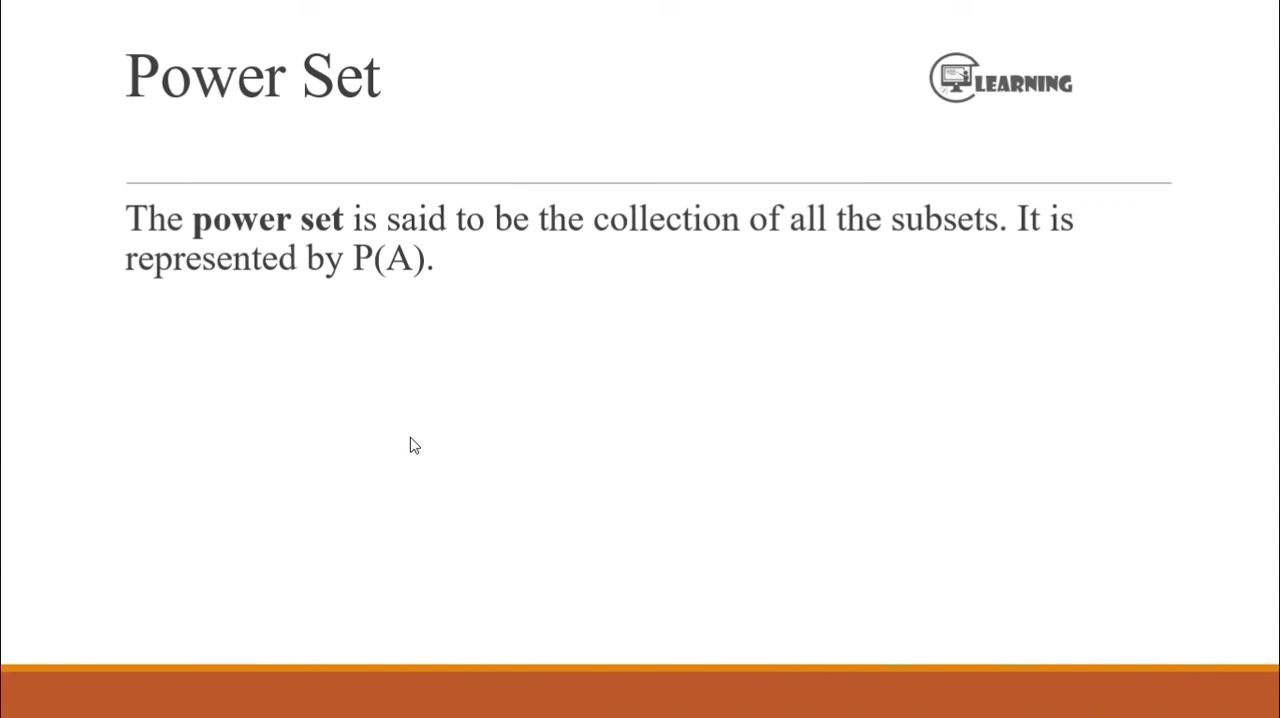 Power Set
LEARNING
The power set is said to be the collection of all the subsets. It is
represented by P(A).